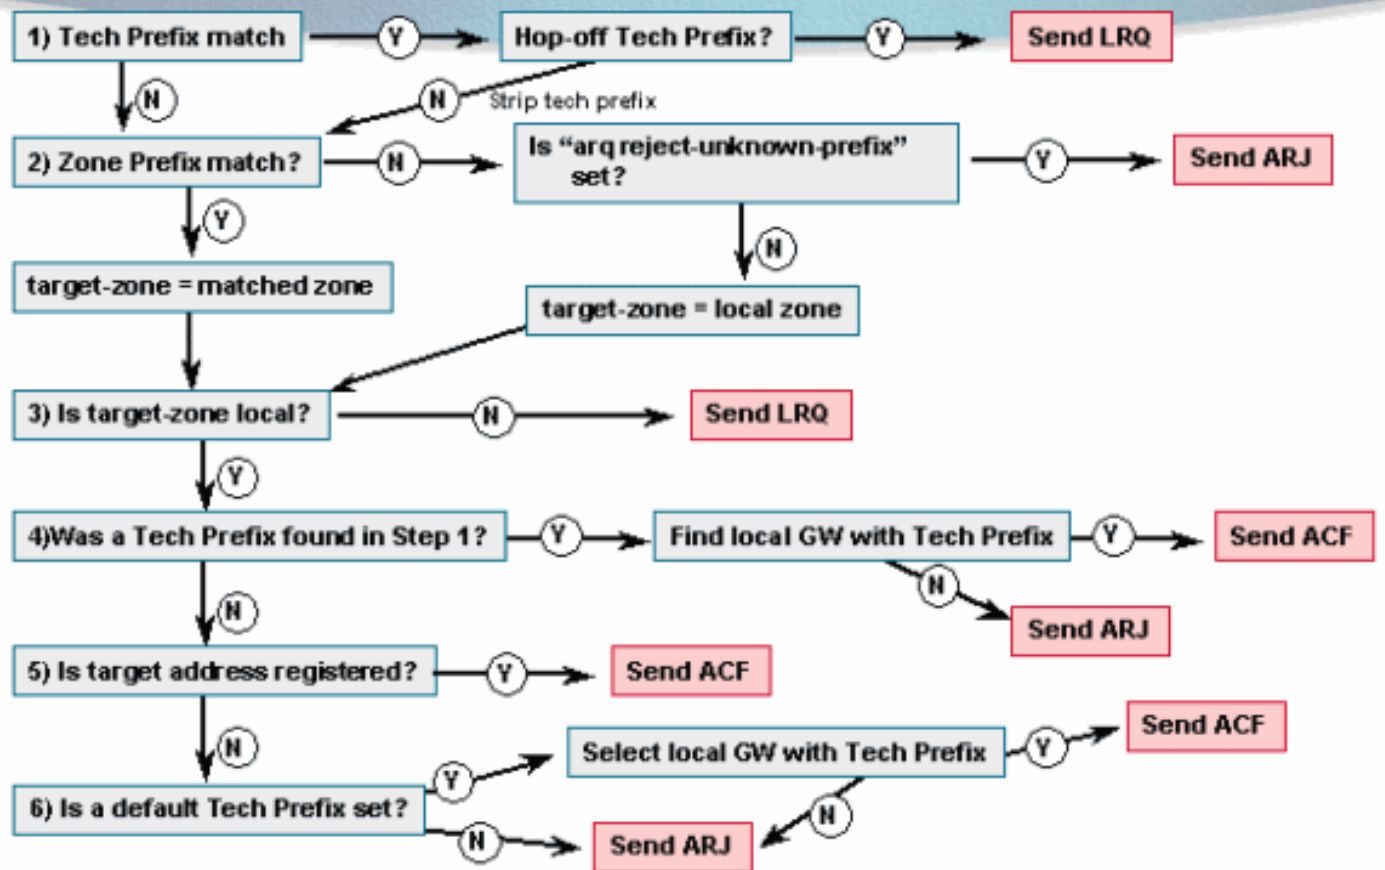 1) Tech Prefix match
Y
Hop-off Tech Prefix?
Y
Send LRQ
N
N
Strip tech prefix
2) Zone Prefix match?
N
Is “arq reject-unknown-prefix”
set?
Y
Send ARJ
Y
N
target-zone = matched zone
target-zone = local zone
3) Is target-zone local?
N
Send LRQ
Y
4)Was a Tech Prefix found in Step 1?
Y
Find local GW with Tech Prefix
Y
Send ACF
N
N
Send ARJ
5) Is target address registered?
Y
Send ACF
N
Y
Select local GW with Tech Prefix
Y
Send ACF
6) Is a default Tech Prefix set?
N
N
Send ARJ